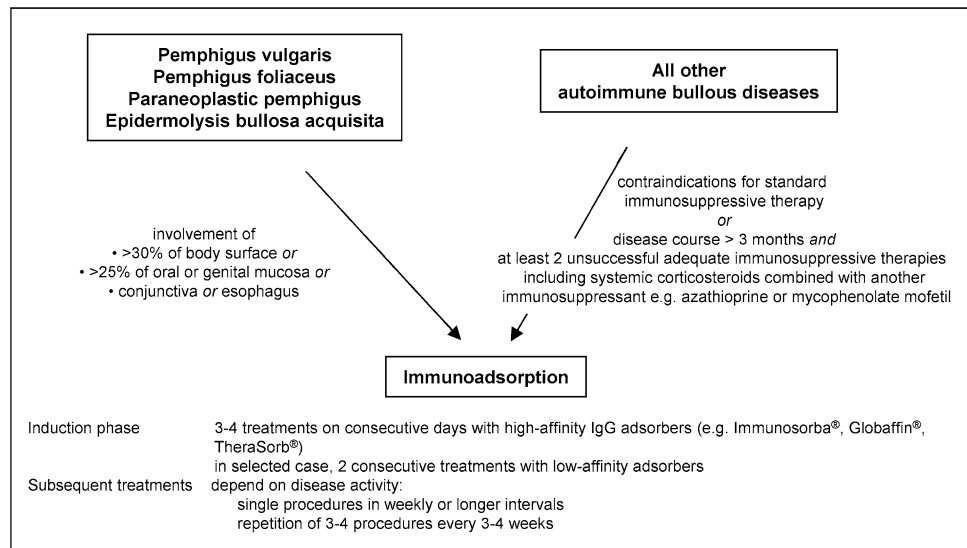 Pemphigus vulgaris
Pemphigus foliaceus
Paraneoplastic pemphigus
Epidermolysis bullosa acquisita
All other
autoimmune bullous diseases
involvement of
• >30% of body surface or
• >25% of oral or genital mucosa or
• conjunctiva or esophagus
contraindications for standard
immunosuppressive therapy
or
disease course > 3 months and
at least 2 unsuccessful adequate immunosuppressive therapies
including systemic corticosteroids combined with another
immunosuppressant e.g. azathioprine or mycophenolate mofetil
Immunoadsorption
Induction phase 3-4 treatments on consecutive days with high-affinity IgG adsorbers (e.g. Immunosorba®, Globaffin®,
TheraSorb®)
in selected case, 2 consecutive treatments with low-affinity adsorbers
Subsequent treatments depend on disease activity:
single procedures in weekly or longer intervals
repetition of 3-4 procedures every 3-4 weeks